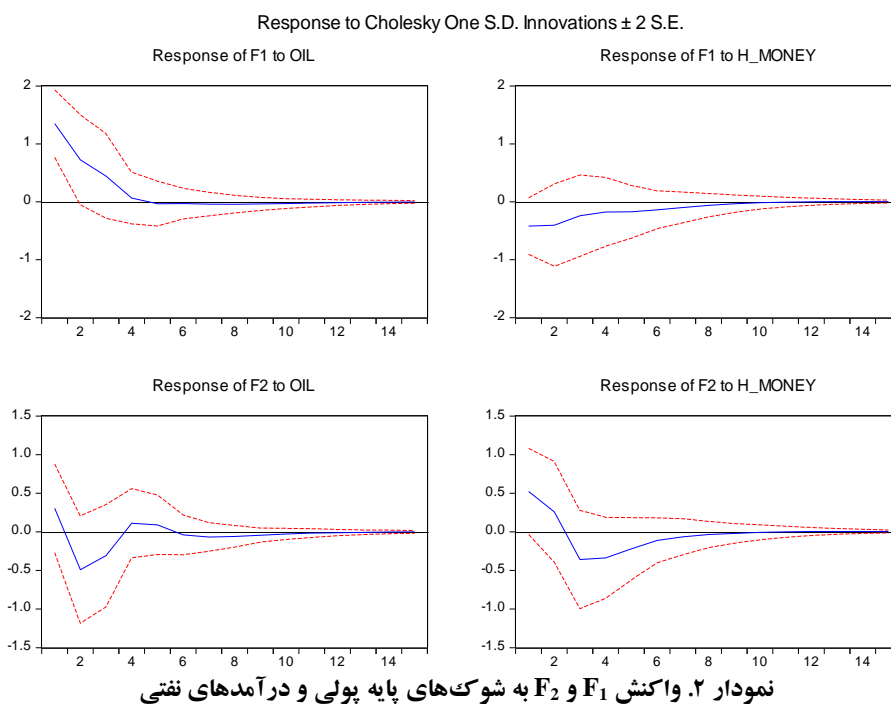 Response to Cholesky One S.D. Innovations ± 2 S.E.
Response of F1 to OIL
2
1
0
-1
-2
2 4 6 8 10 12 14
Response of F1 to H_MONEY
2
1
0
-1
-2
2 4 6 8 10 12 14
Response of F2 to OIL
1.5
1.0
0.5
0.0
-0.5
-1.0
-1.5
2 4 6 8 10 12 14
Response of F2 to H_MONEY
1.5
1.0
0.5
0.0
-0.5
-1.0
-1.5
2 4 6 8 10 12 14
نمودار ۲. واکنش F₁ و F₂ به شوک‌های پایه پولی و درآمدهای نفتی